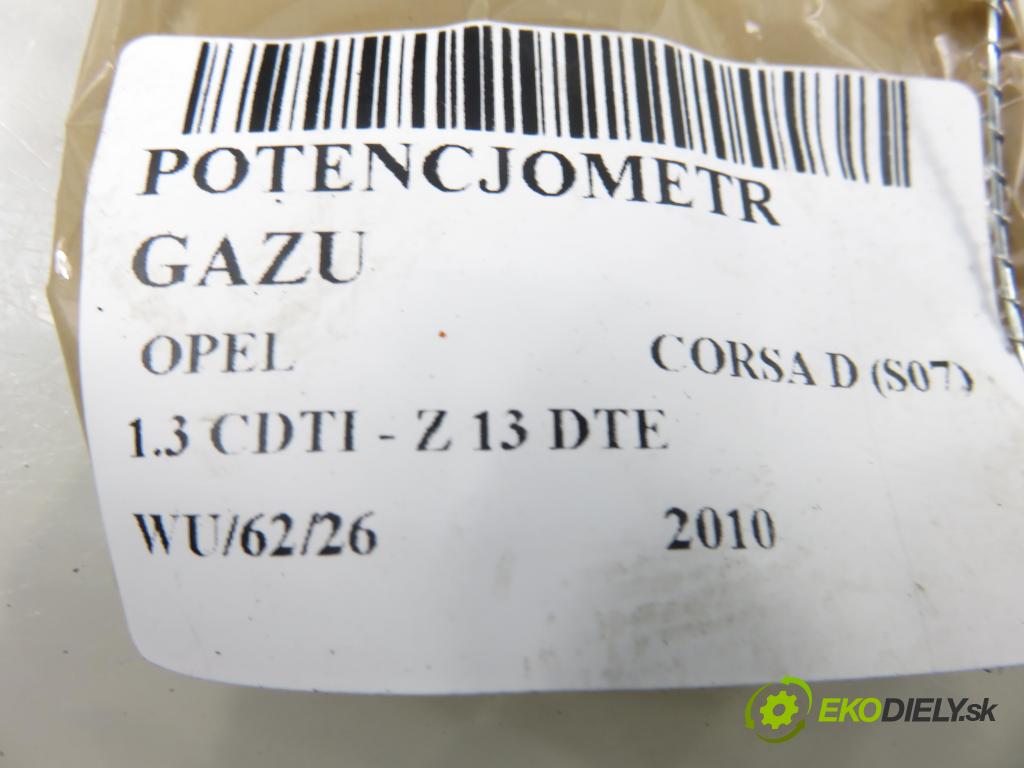 POTENCJOMETR
GAZU
OPEL CORSA D (S07)
1.3 CDTI - Z 13 DTE
WU/62/26 2010
EKODIELY.sk